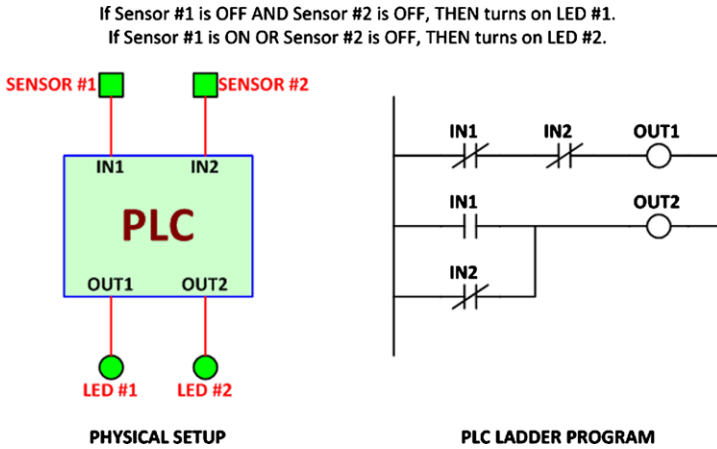 If Sensor #1 is OFF AND Sensor #2 is OFF, THEN turns on LED #1.
If Sensor #1 is ON OR Sensor #2 is OFF, THEN turns on LED #2.
SENSOR #1
SENSOR #2
IN1
IN2
PLC
OUT1
OUT2
LED #1
LED #2
PHYSICAL SETUP
IN1
IN2
OUT1
IN1
OUT2
IN2
PLC LADDER PROGRAM